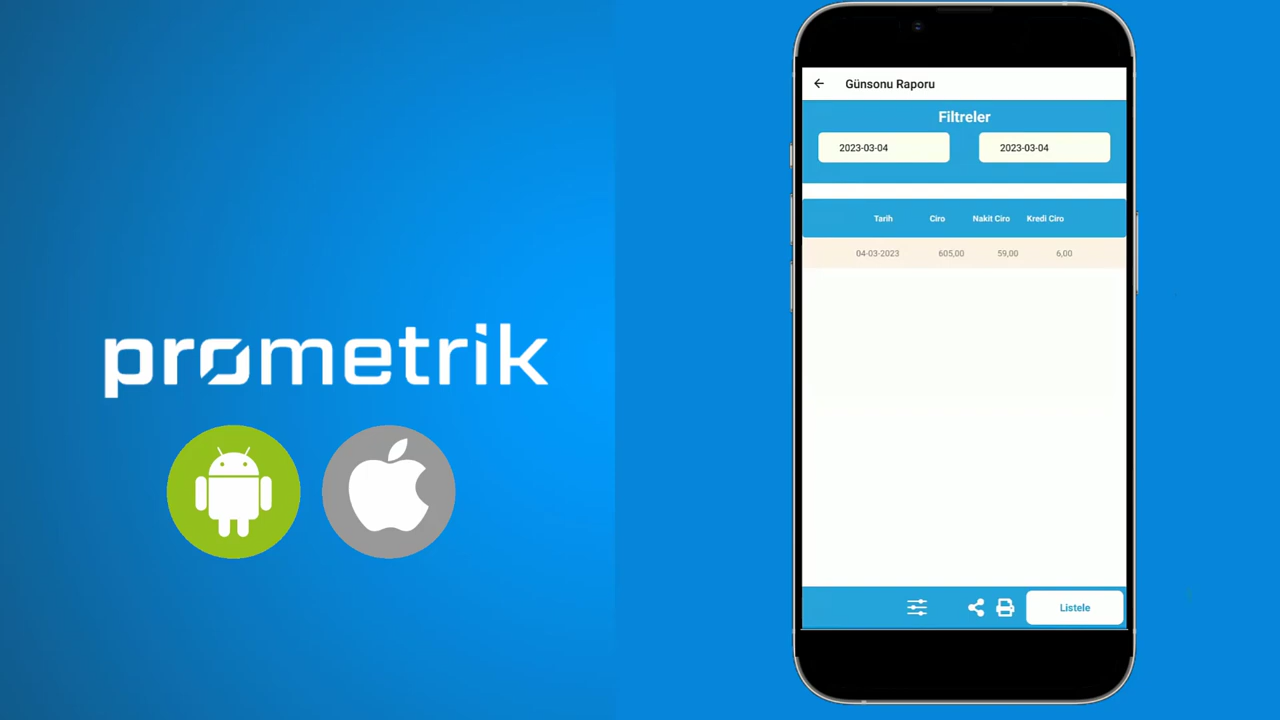 prometrik
Günsonu Raporu
Filtreler
2023-03-04 2023-03-04
Tarih Ciro Nakit Ciro Kredi Ciro
04-03-2023 605,00 59,00 6,00
Listele